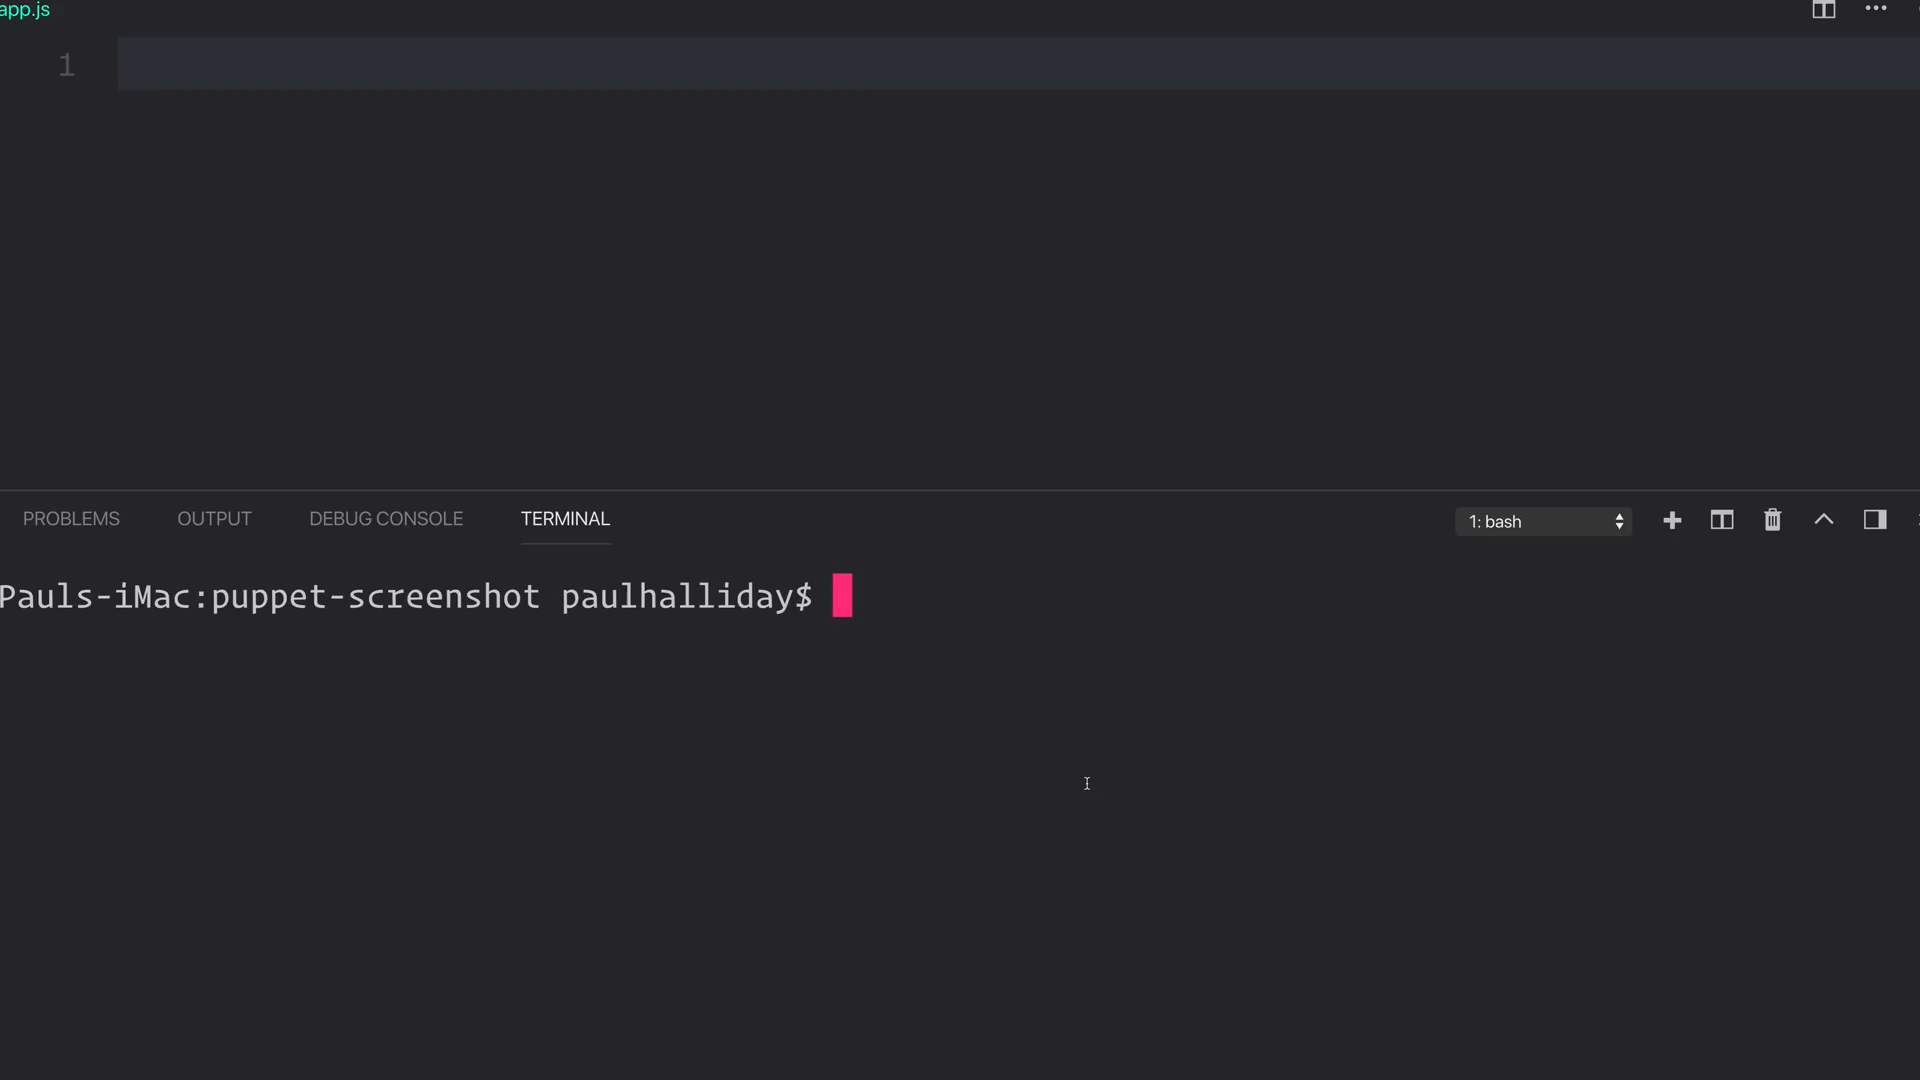 app.js
1
PROBLEMS OUTPUT DEBUG CONSOLE TERMINAL 1: bash
Pauls-iMac:puppet-screenshot paulhalliday$